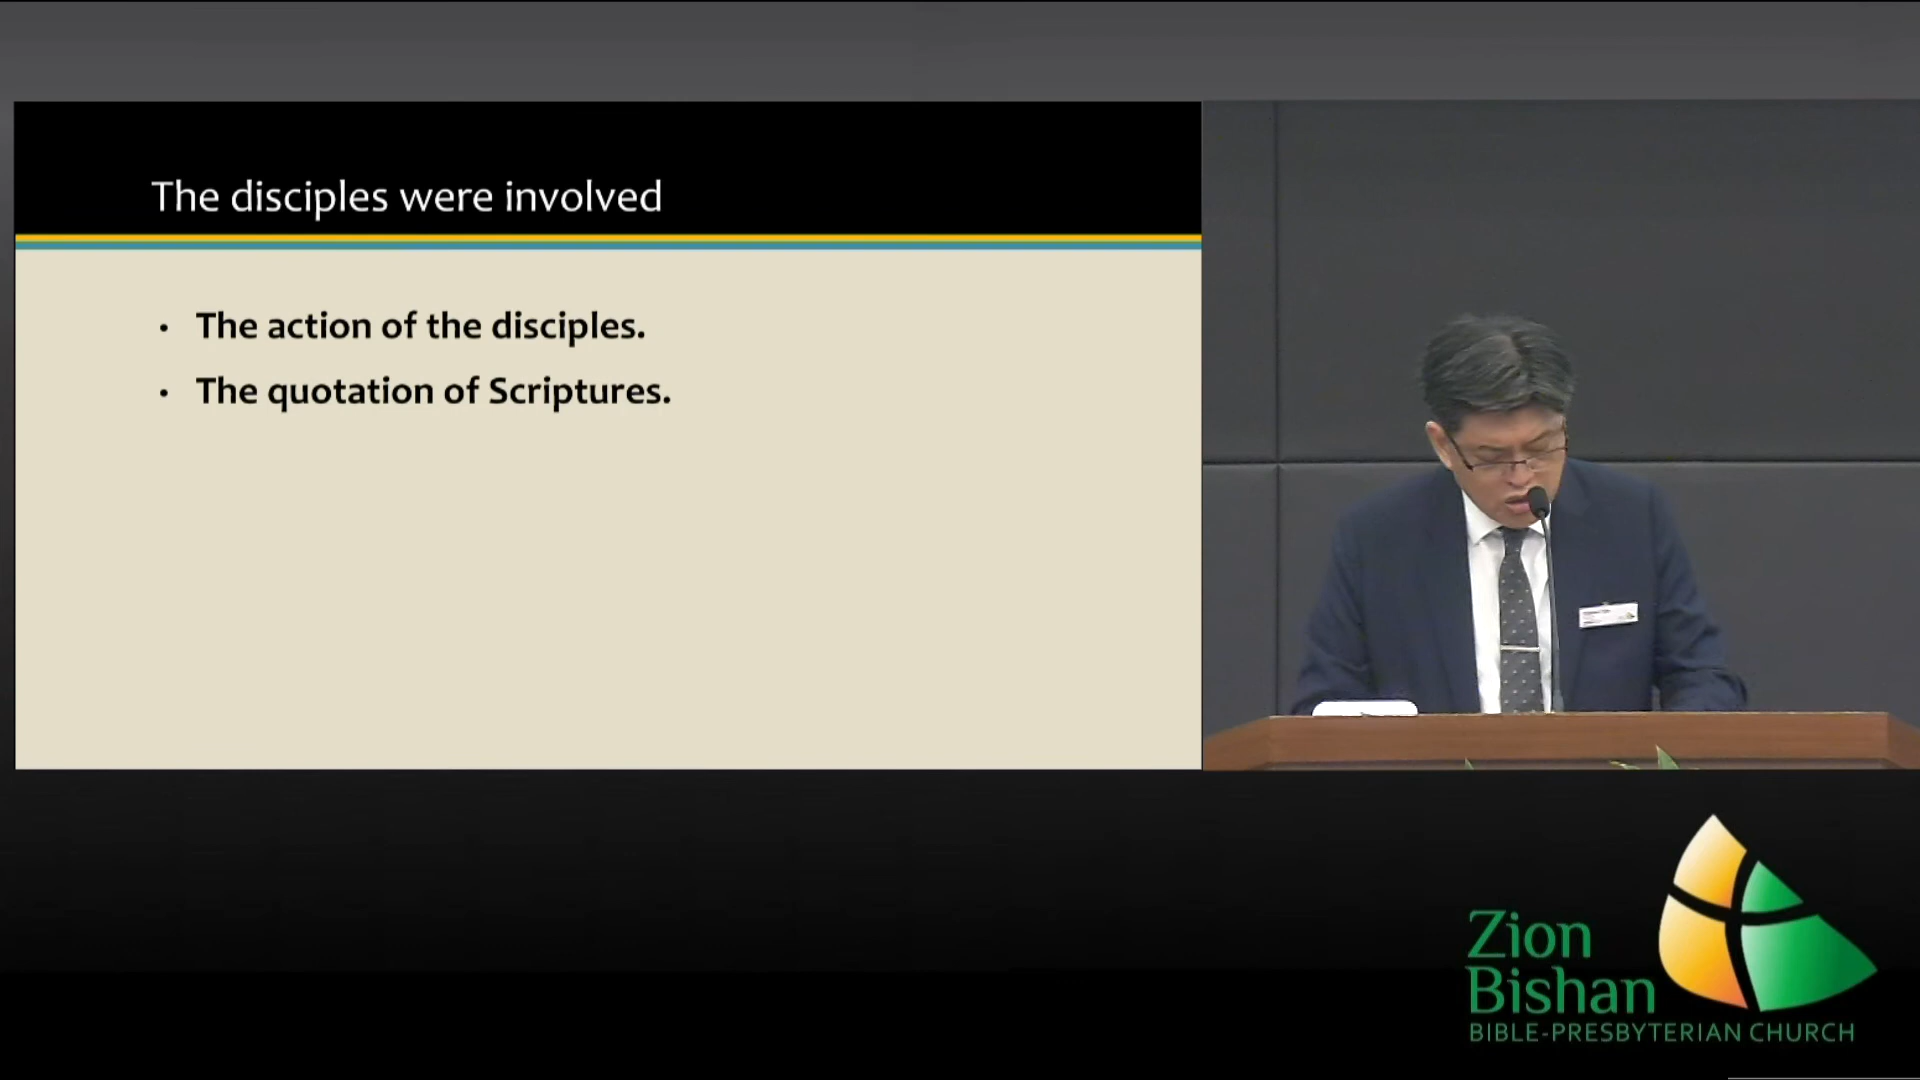 The disciples were involved
• The action of the disciples.
• The quotation of Scriptures.
Zion
Bishan
BIBLE-PRESBYTERIAN CHURCH